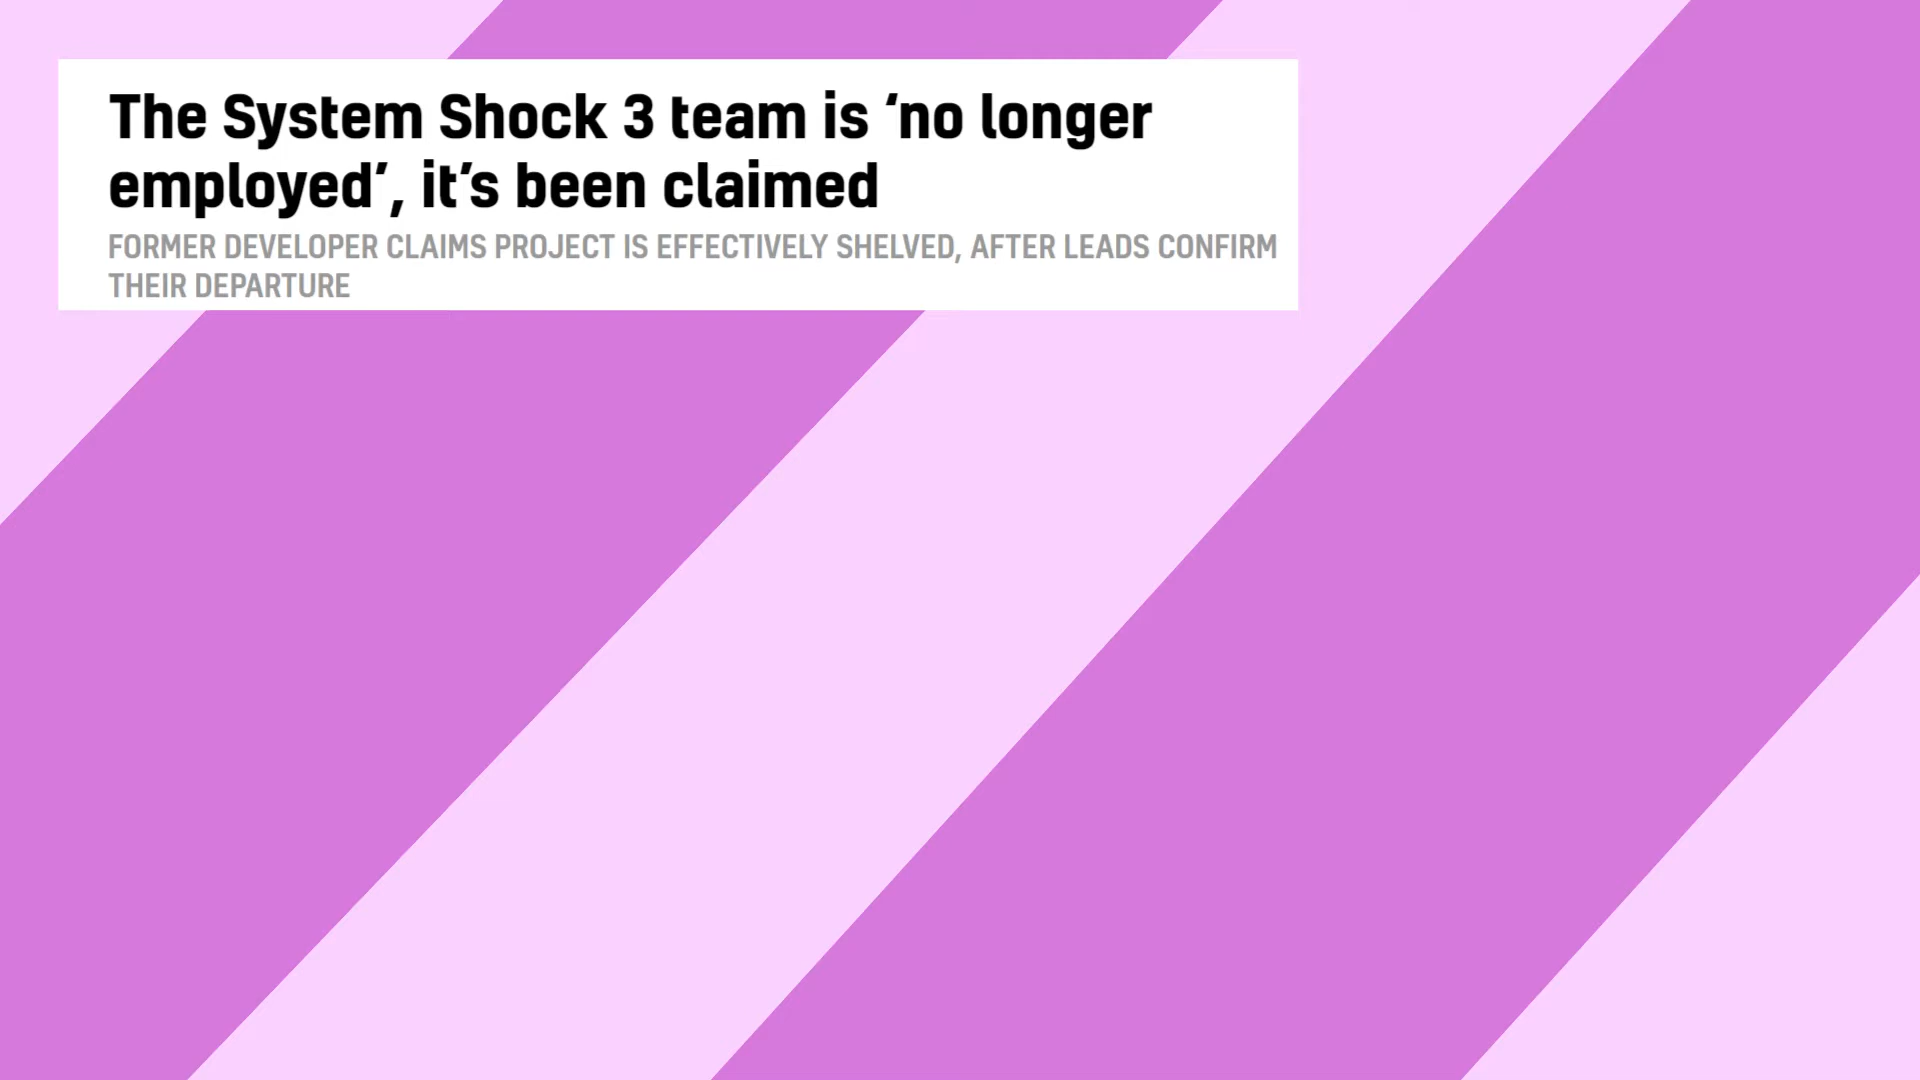 The System Shock 3 team is ‘no longer
employed’, it’s been claimed
FORMER DEVELOPER CLAIMS PROJECT IS EFFECTIVELY SHELVED, AFTER LEADS CONFIRM
THEIR DEPARTURE